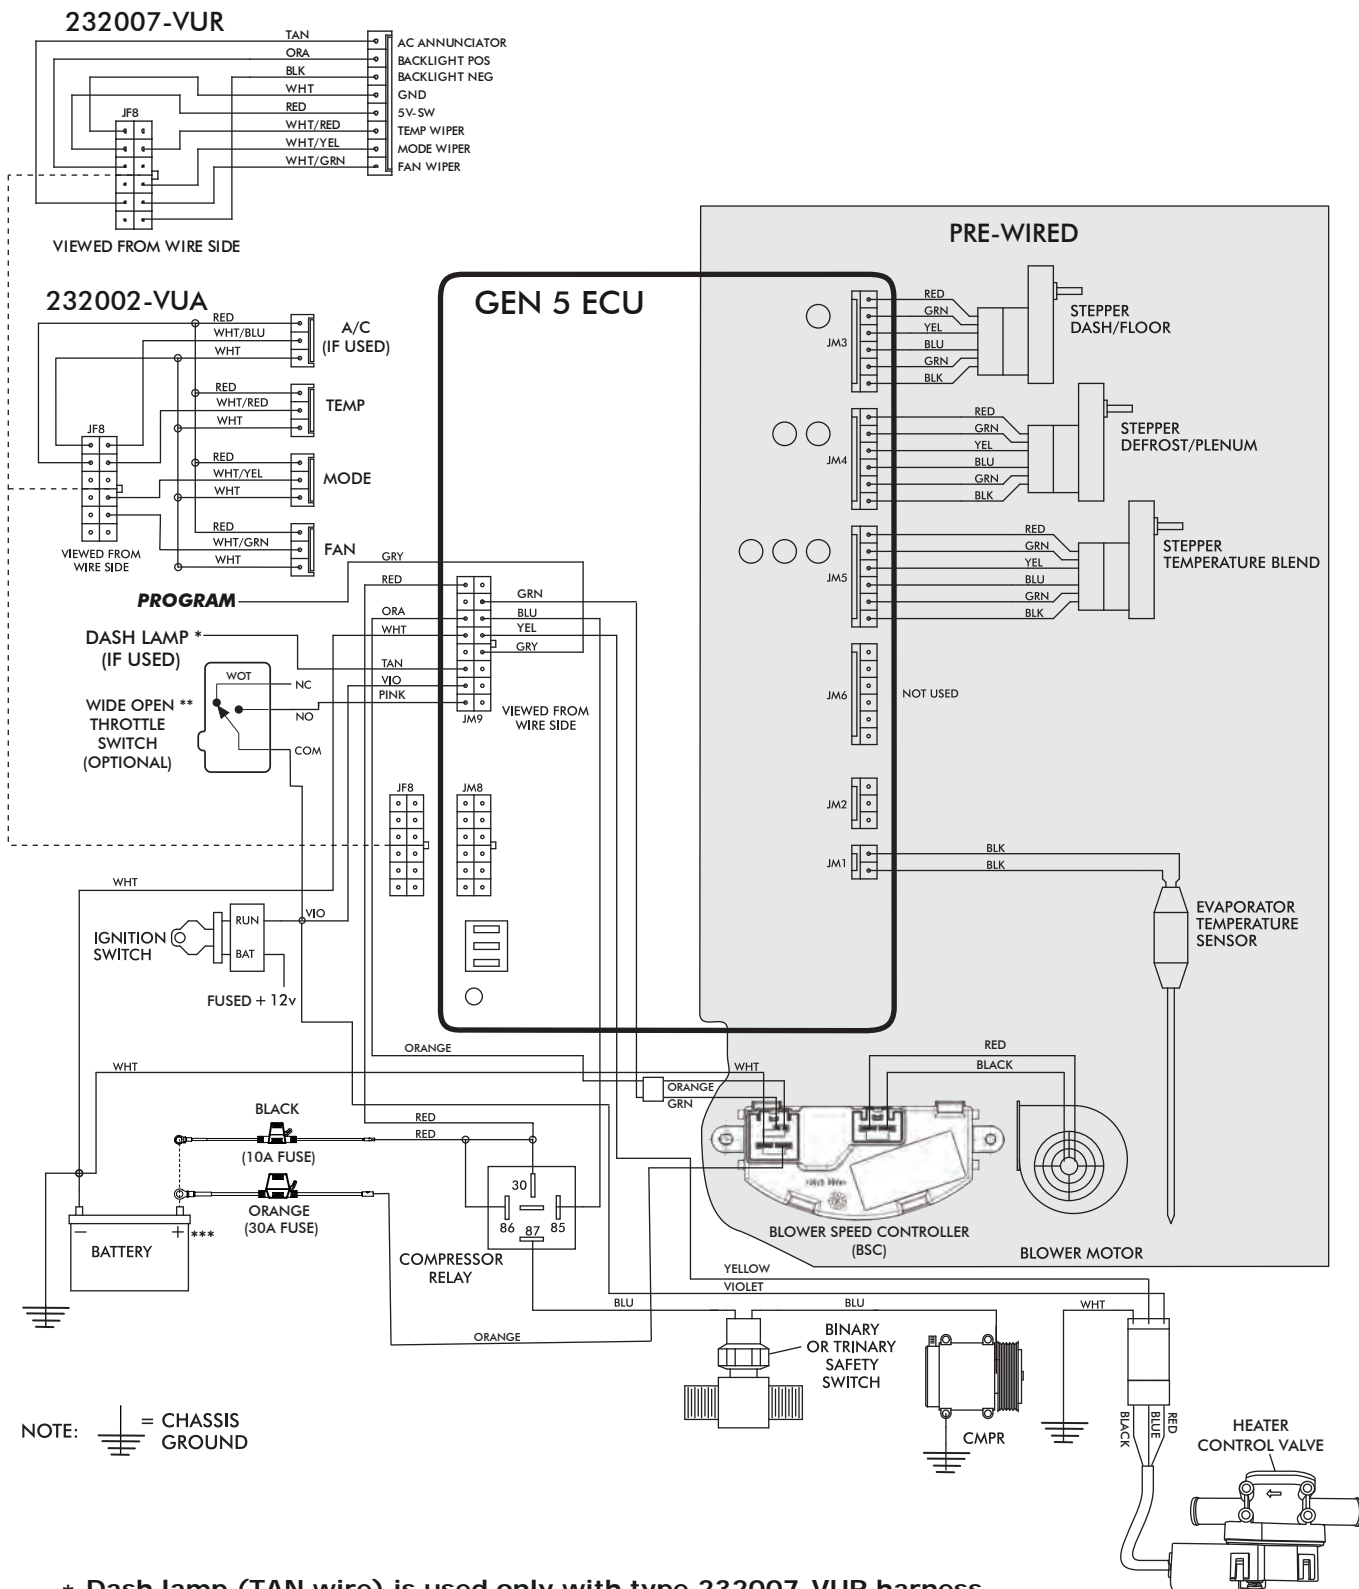 232007-VUR
TAN
ORA
BLK
WHT
RED
WHT/RED
WHT/YEL
WHT/GRN
AC ANNUNCIATOR
BACKLIGHT POS
BACKLIGHT NEG
GND
5V-SW
TEMP WIPER
MODE WIPER
FAN WIPER
JF8
VIEWED FROM WIRE SIDE
232002-VUA
RED
WHT/BLU
WHT
A/C
(IF USED)
RED
WHT/RED
WHT
TEMP
JF8
RED
WHT/YEL
WHT
MODE
RED
WHT/GRN
WHT
FAN
VIEWED FROM
WIRE SIDE
PROGRAM
DASH LAMP *
(IF USED)
WOT
NC
NO
COM
WIDE OPEN **
THROTTLE
SWITCH
(OPTIONAL)
GEN 5 ECU
GRY
RED
ORA
WHT
TAN
VIO
PINK
GRN
BLU
YEL
GRY
JM9
VIEWED FROM
WIRE SIDE
JF8
JM8
PRE-WIRED
JM3
RED
GRN
YEL
BLU
GRN
BLK
STEPPER
DASH/FLOOR
JM4
RED
GRN
YEL
BLU
GRN
BLK
STEPPER
DEFROST/PLENUM
JM5
RED
GRN
YEL
BLU
GRN
BLK
STEPPER
TEMPERATURE BLEND
JM6
NOT USED
JM2
JM1
BLK
BLK
EVAPORATOR
TEMPERATURE
SENSOR
WHT
IGNITION
SWITCH
RUN
BAT
VIO
FUSED + 12v
ORANGE
WHT
WHT
ORANGE
GRN
RED
BLACK
BLACK
(10A FUSE)
RED
RED
ORANGE
(30A FUSE)
30
86
87
85
COMPRESSOR
RELAY
− + ***
BATTERY
BLOWER SPEED CONTROLLER
(BSC)
BLOWER MOTOR
YELLOW
VIOLET
BLU
BLU
WHT
ORANGE
BINARY
OR TRINARY
SAFETY
SWITCH
CMPR
BLACK
BLUE
RED
HEATER
CONTROL VALVE
NOTE:
= CHASSIS
GROUND
* Dash lamp (TAN wire) is used only with type 232007-VUR harness